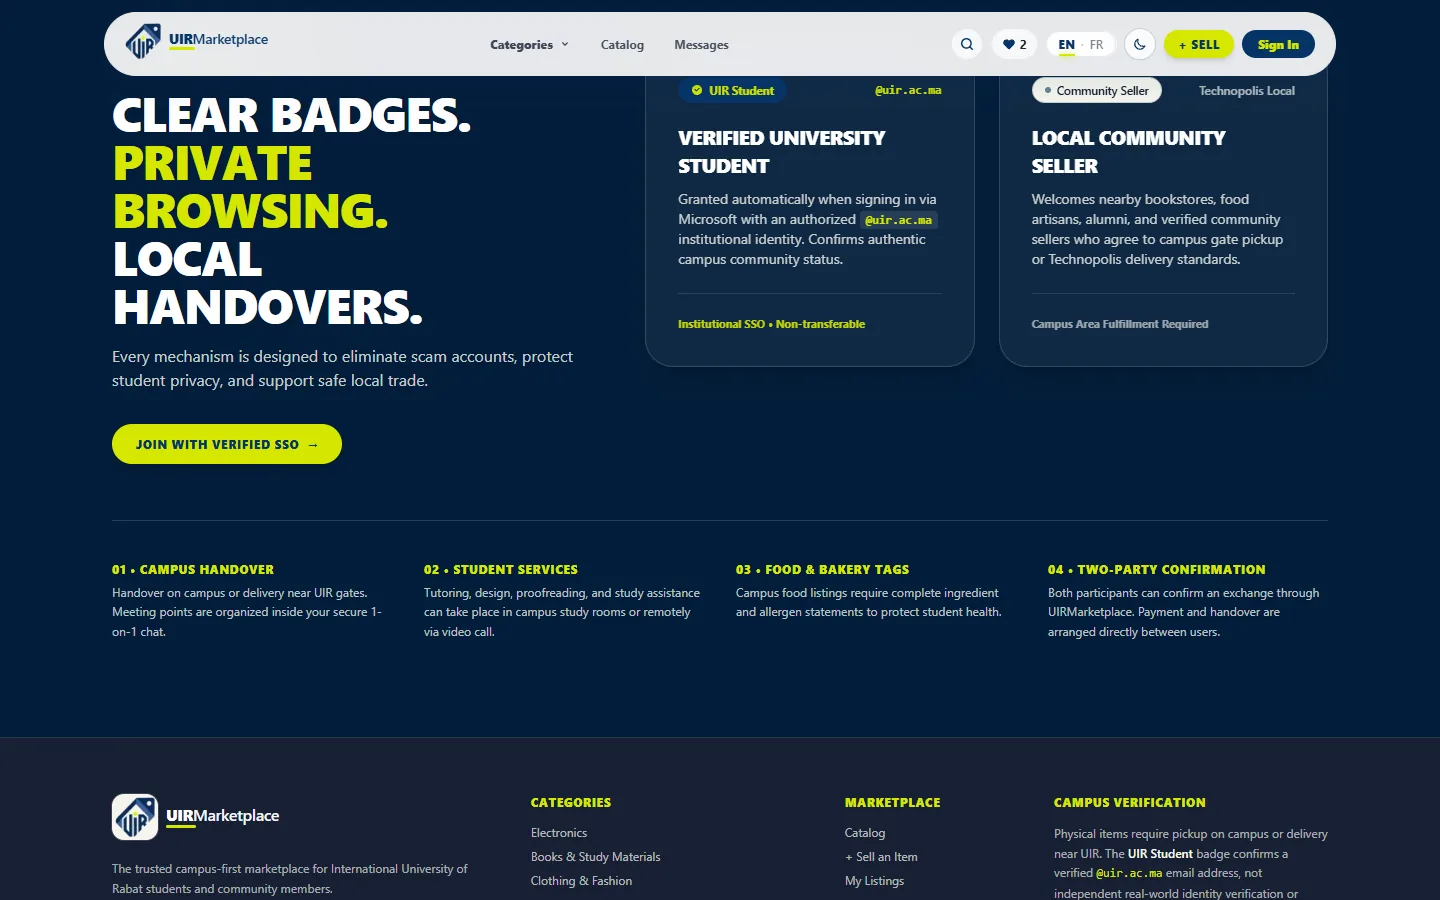 UIR
UIRMarketplace
Categories
Catalog
Messages
2
EN · FR
+ SELL
Sign In
CLEAR BADGES.
PRIVATE
BROWSING.
LOCAL
HANDOVERS.
Every mechanism is designed to eliminate scam accounts, protect
student privacy, and support safe local trade.
JOIN WITH VERIFIED SSO →
UIR Student
@uir.ac.ma
VERIFIED UNIVERSITY
STUDENT
Granted automatically when signing in via
Microsoft with an authorized @uir.ac.ma
institutional identity. Confirms authentic
campus community status.
Institutional SSO • Non-transferable
Community Seller
Technopolis Local
LOCAL COMMUNITY
SELLER
Welcomes nearby bookstores, food
artisans, alumni, and verified community
sellers who agree to campus gate pickup
or Technopolis delivery standards.
Campus Area Fulfillment Required
01 • CAMPUS HANDOVER
Handover on campus or delivery near UIR gates.
Meeting points are organized inside your secure 1-
on-1 chat.
02 • STUDENT SERVICES
Tutoring, design, proofreading, and study assistance
can take place in campus study rooms or remotely
via video call.
03 • FOOD & BAKERY TAGS
Campus food listings require complete ingredient
and allergen statements to protect student health.
04 • TWO-PARTY CONFIRMATION
Both participants can confirm an exchange through
UIRMarketplace. Payment and handover are
arranged directly between users.
UIR
UIRMarketplace
The trusted campus-first marketplace for International University of
Rabat students and community members.
CATEGORIES
Electronics
Books & Study Materials
Clothing & Fashion
MARKETPLACE
Catalog
+ Sell an Item
My Listings
CAMPUS VERIFICATION
Physical items require pickup on campus or delivery
near UIR. The UIR Student badge confirms a
verified @uir.ac.ma email address, not
independent real-world identity verification or